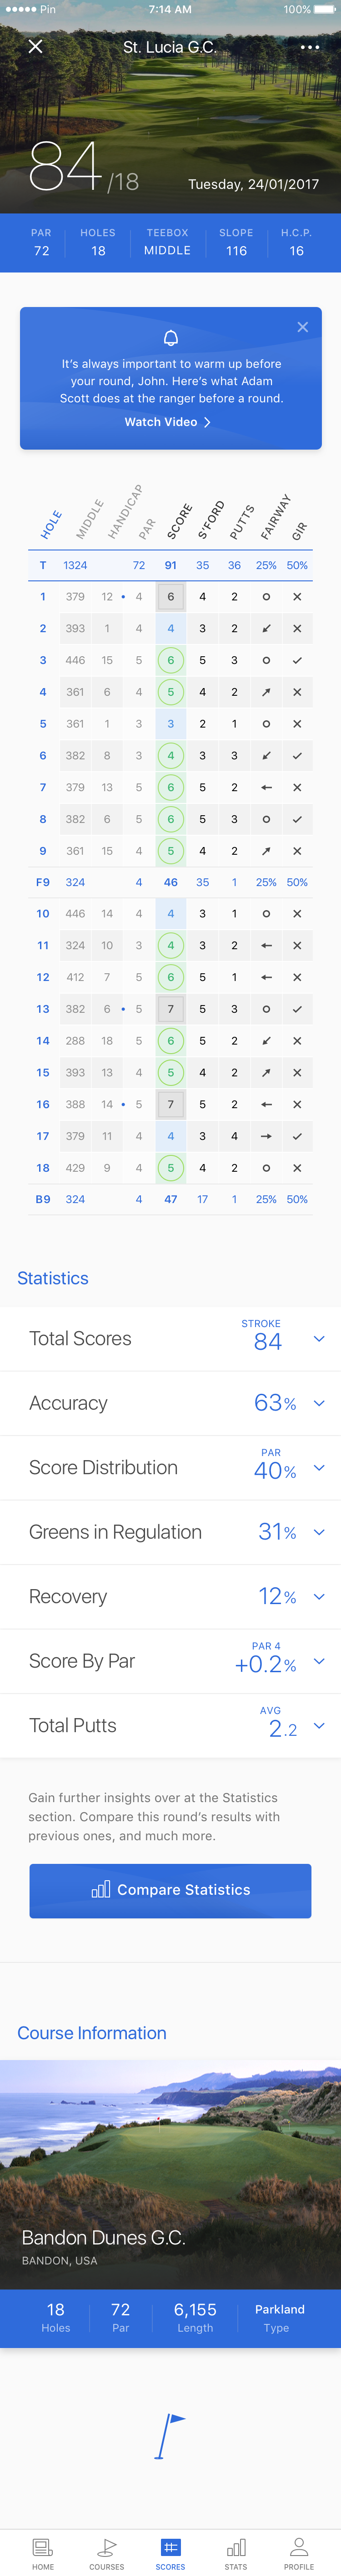 Pin 7:14 AM 100%
St. Lucia G.C.
84/18 Tuesday, 24/01/2017
PAR HOLES TEEBOX SLOPE H.C.P.
72 18 MIDDLE 116 16
It's always important to warm up before
your round, John. Here's what Adam
Scott does at the ranger before a round.
Watch Video
HOLE MIDDLE HANDICAP PAR SCORE S'FORD PUTTS FAIRWAY GIR
T 1324 72 91 35 36 25% 50%
1 379 12 4 6 4 2
2 393 1 4 4 3 2
3 446 15 5 6 5 3
4 361 6 4 5 4 2
5 361 1 3 3 2 1
6 382 8 3 4 3 3
7 379 13 5 6 5 2
8 382 6 5 6 5 3
9 361 15 4 5 4 2
F9 324 4 46 35 1 25% 50%
10 446 14 4 4 3 1
11 324 10 3 4 3 2
12 412 7 5 6 5 1
13 382 6 5 7 5 3
14 288 18 5 6 5 2
15 393 13 4 5 4 2
16 388 14 5 7 5 2
17 379 11 4 4 3 4
18 429 9 4 5 4 2
B9 324 4 47 17 1 25% 50%
Statistics
STROKE
Total Scores 84
Accuracy 63%
PAR
Score Distribution 40%
Greens in Regulation 31%
Recovery 12%
PAR 4
Score By Par +0.2%
AVG
Total Putts 2.2
Gain further insights over at the Statistics
section. Compare this round's results with
previous ones, and much more.
Compare Statistics
Course Information
Bandon Dunes G.C.
BANDON, USA
18 72 6,155 Parkland
Holes Par Length Type
HOME COURSES SCORES STATS PROFILE